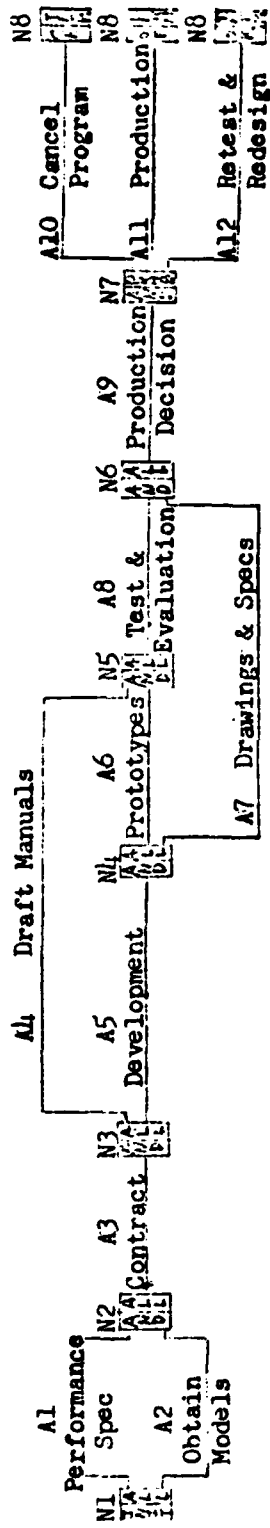 N1
A1
Performance
Spec
A2
Obtain
Models
N2
A A
N L
D L
A3
Contract
N3
A4 Draft Manuals
A5
Development
N4
A A
N L
D L
A6
Prototypes
A7 Drawings & Specs
N5
A A
N L
D L
A8
Test &
Evaluation
N6
A A
N L
D L
A9
Production
Decision
N7
A10 Cancel
Program
N8
A11 Production
N8
A12 Retest &
Redesign
N8